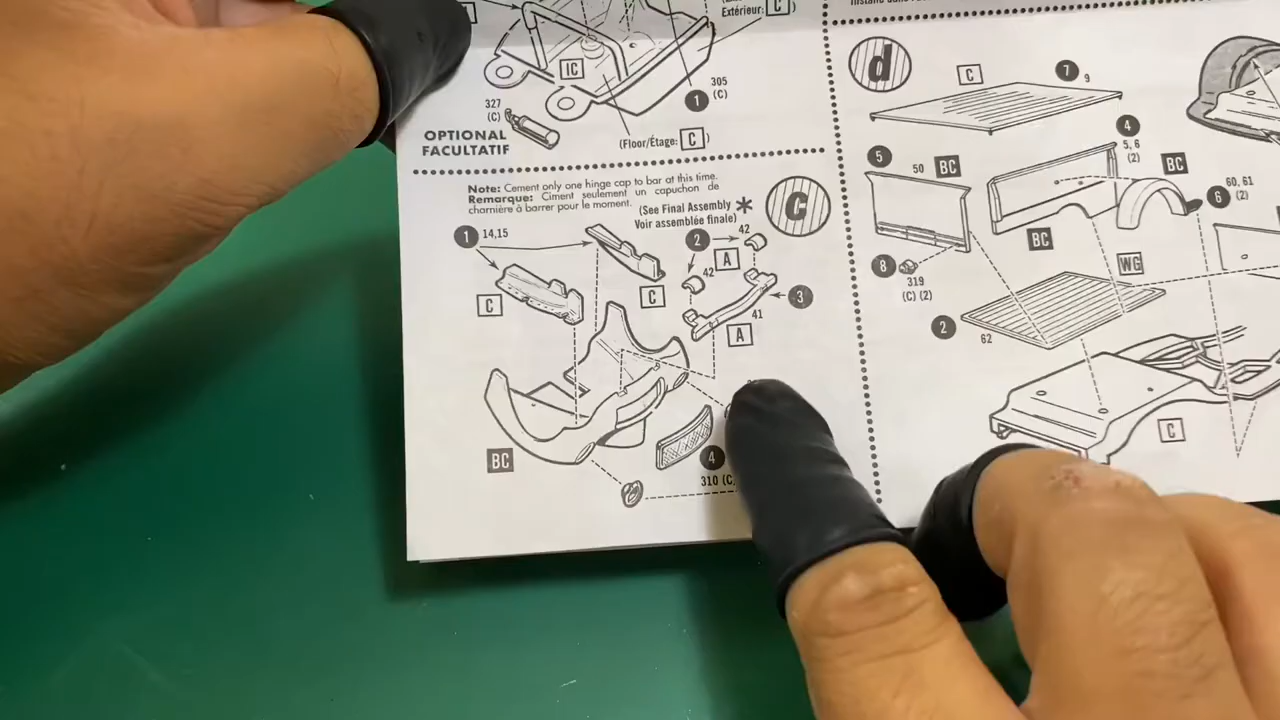 Extérieur: C )
IC
305
(C)
1
327
(C)
OPTIONAL
FACULTATIF
(Floor/Étage: C )
Note: Cement only one hinge cap to bar at this time.
Remarque: Ciment seulement un capuchon de
charnière à barrer pour le moment.
(See Final Assembly *
Voir assemblée finale)
C
1 14,15
2
42
A
42
C
C
3
41
A
BC
4
310 (C,
d
C
7 9
4
5, 6
(2)
5
50 BC
BC
60, 61
6 (2)
BC
WG
8
319
(C) (2)
2
62
C